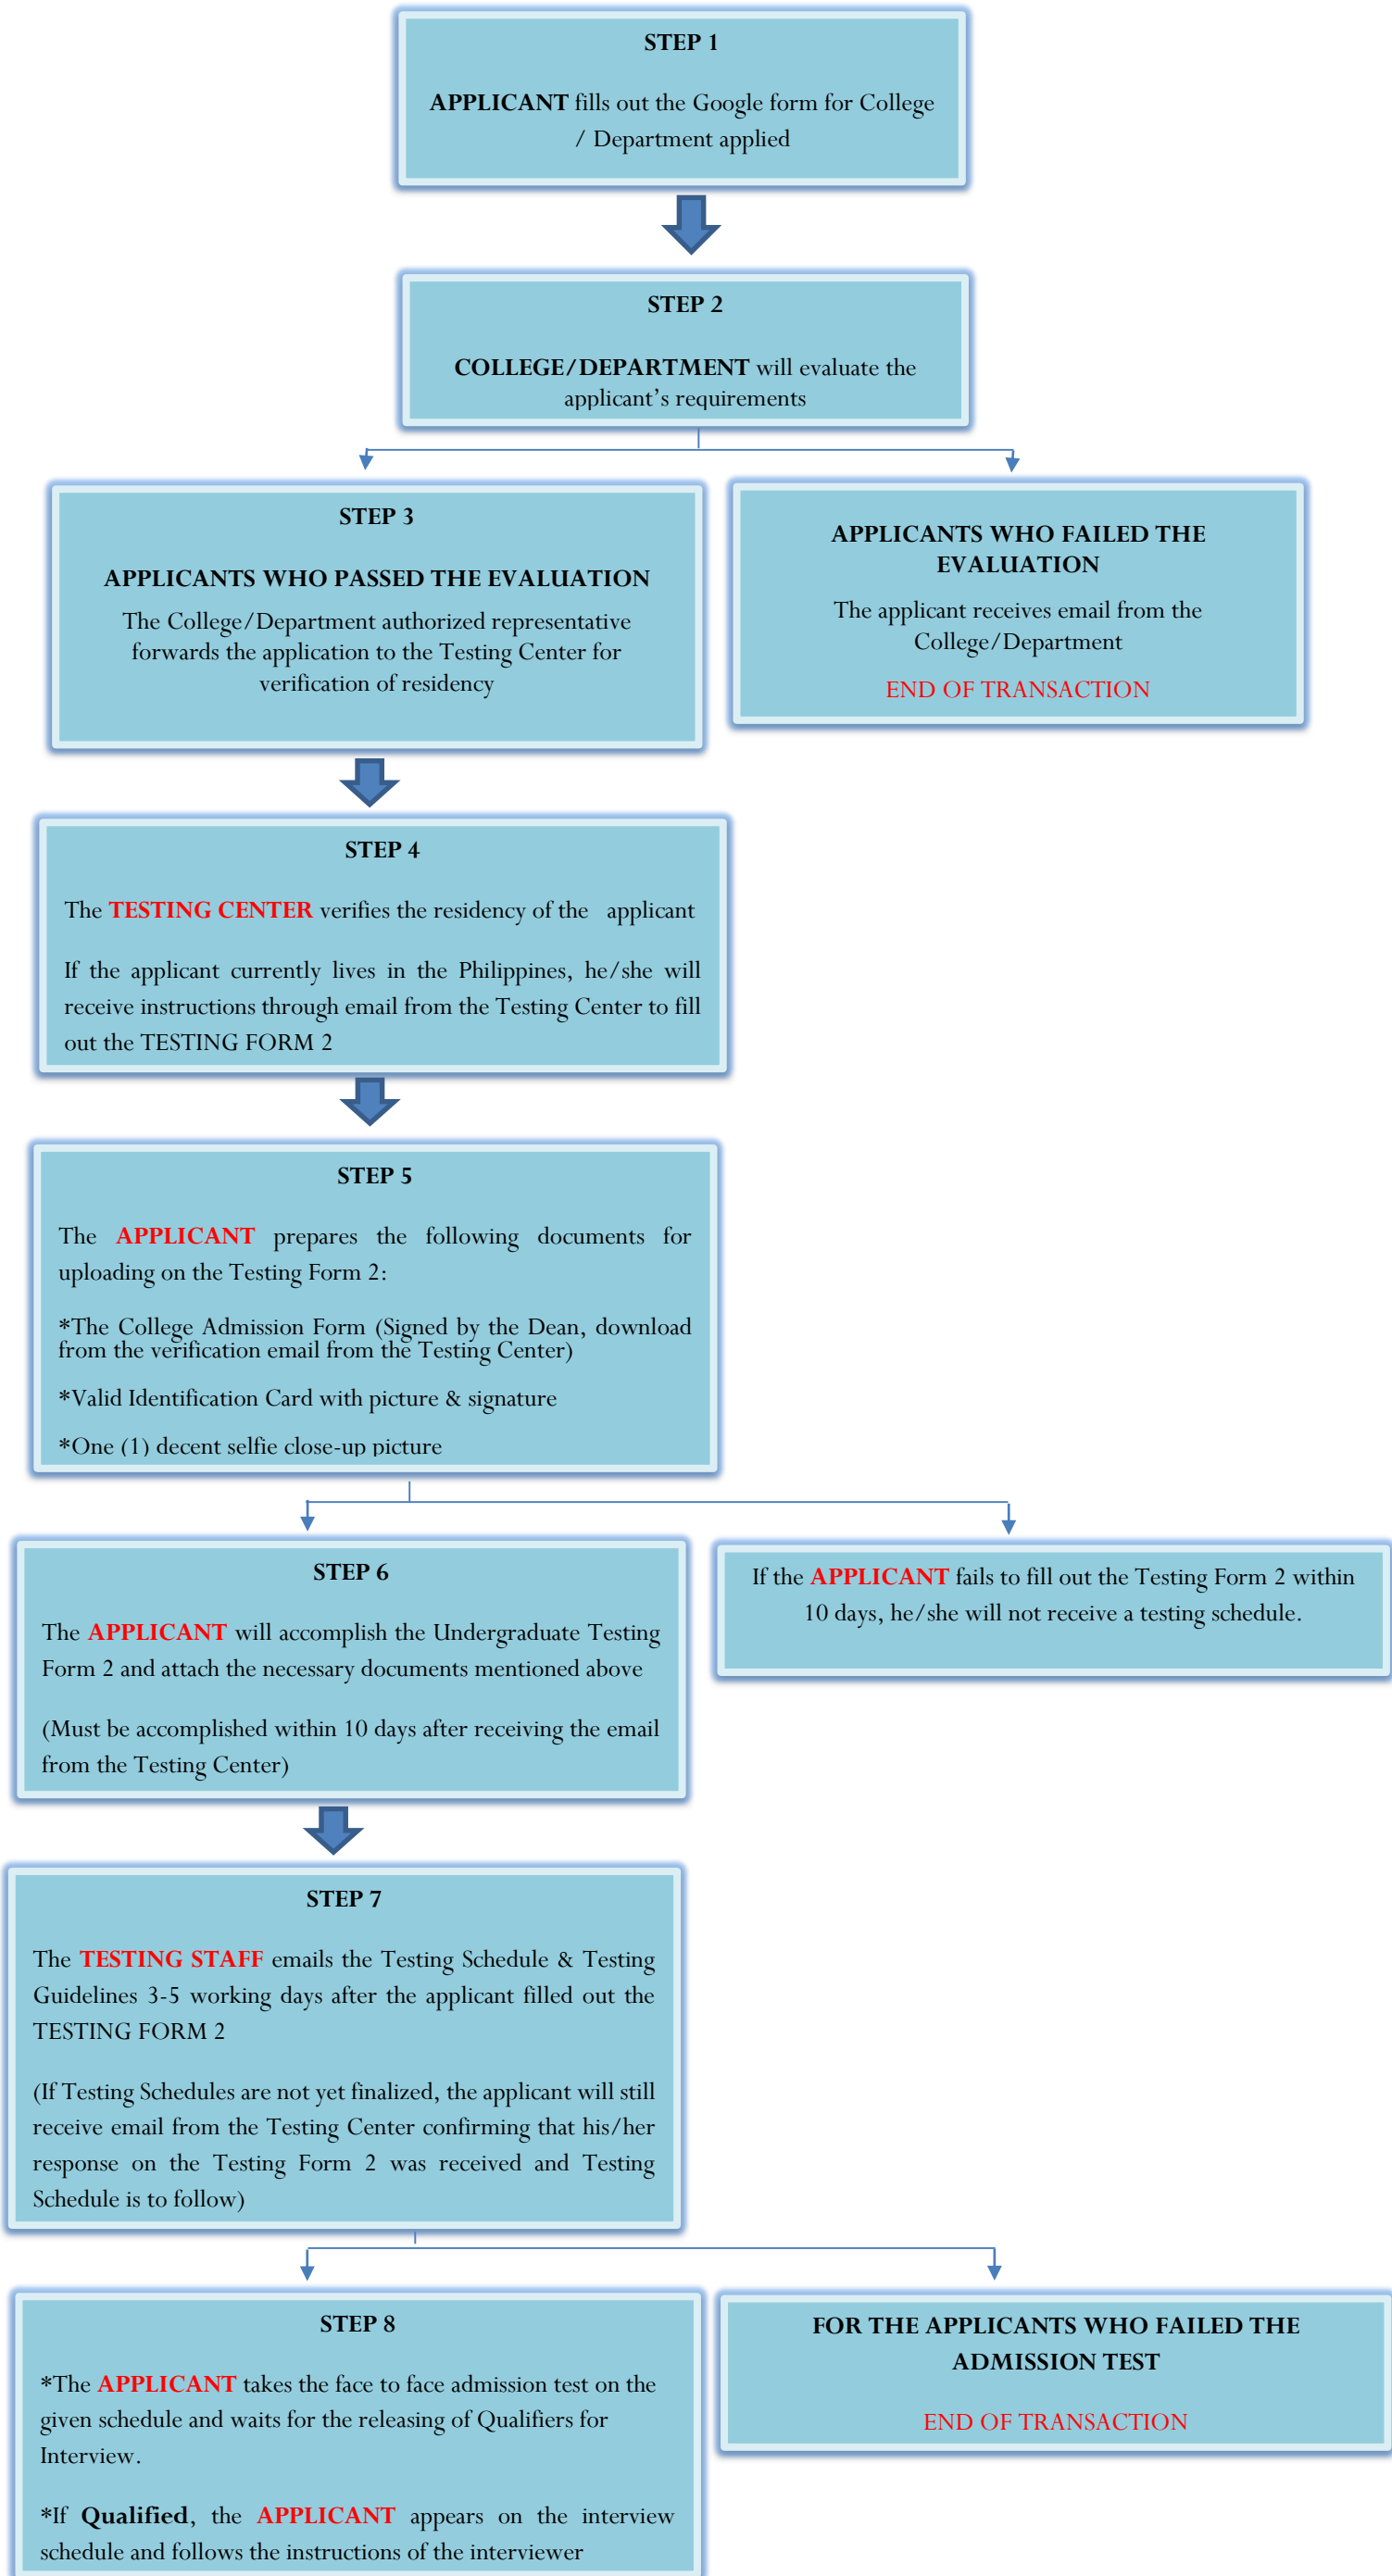 STEP 1
APPLICANT fills out the Google form for College
/ Department applied
STEP 2
COLLEGE/DEPARTMENT will evaluate the
applicant’s requirements
STEP 3
APPLICANTS WHO PASSED THE EVALUATION
The College/Department authorized representative
forwards the application to the Testing Center for
verification of residency
APPLICANTS WHO FAILED THE
EVALUATION
The applicant receives email from the
College/Department
END OF TRANSACTION
STEP 4
The TESTING CENTER verifies the residency of the applicant
If the applicant currently lives in the Philippines, he/she will
receive instructions through email from the Testing Center to fill
out the TESTING FORM 2
STEP 5
The APPLICANT prepares the following documents for
uploading on the Testing Form 2:
*The College Admission Form (Signed by the Dean, download
from the verification email from the Testing Center)
*Valid Identification Card with picture & signature
*One (1) decent selfie close-up picture
STEP 6
The APPLICANT will accomplish the Undergraduate Testing
Form 2 and attach the necessary documents mentioned above
(Must be accomplished within 10 days after receiving the email
from the Testing Center)
If the APPLICANT fails to fill out the Testing Form 2 within
10 days, he/she will not receive a testing schedule.
STEP 7
The TESTING STAFF emails the Testing Schedule & Testing
Guidelines 3-5 working days after the applicant filled out the
TESTING FORM 2
(If Testing Schedules are not yet finalized, the applicant will still
receive email from the Testing Center confirming that his/her
response on the Testing Form 2 was received and Testing
Schedule is to follow)
STEP 8
*The APPLICANT takes the face to face admission test on the
given schedule and waits for the releasing of Qualifiers for
Interview.
*If Qualified, the APPLICANT appears on the interview
schedule and follows the instructions of the interviewer
FOR THE APPLICANTS WHO FAILED THE
ADMISSION TEST
END OF TRANSACTION